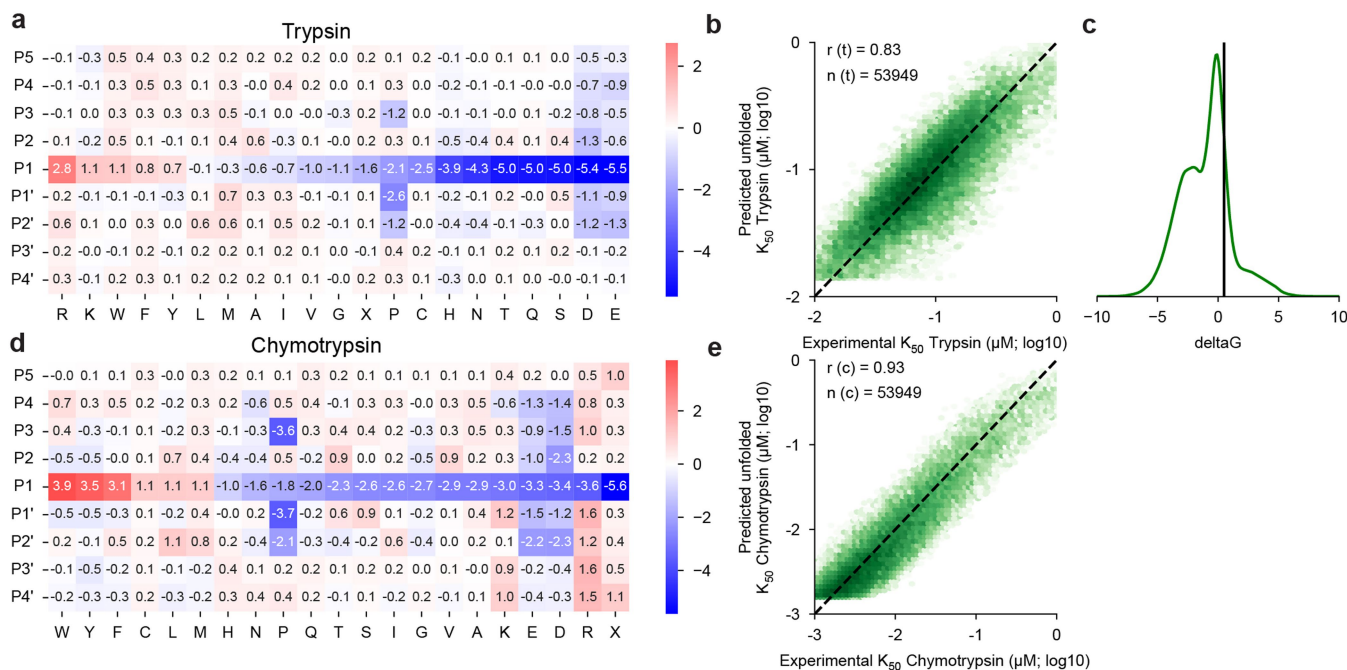 a
Trypsin
P5 -0.1 -0.3 0.5 0.4 0.3 0.2 0.2 0.2 0.2 0.1 -0.0 0.2 0.1 0.2 -0.0 0.1 0.0 0.1 0.0 -0.5 -0.3
P4 -0.1 -0.1 0.3 0.5 0.3 0.1 0.3 -0.0 0.4 0.2 0.0 0.1 0.3 0.0 -0.2 -0.1 -0.1 0.0 -0.1 -0.7 -0.9
P3 -0.1 0.0 0.3 0.3 0.3 0.3 0.5 -0.1 0.0 0.0 -0.3 0.2 -1.2 0.0 -0.1 -0.1 0.0 -0.1 -0.1 -0.8 -0.5
P2 0.1 -0.2 0.5 0.1 -0.1 0.1 0.4 0.6 0.1 0.2 -0.1 -0.2 0.3 0.3 -0.5 -0.4 0.2 0.1 0.4 -1.3 -0.6
P1 2.8 1.1 1.1 0.8 0.7 -0.1 -0.3 -0.6 -0.7 -1.0 -1.1 -1.6 -2.1 -2.5 -3.9 -4.3 -5.0 -5.0 -5.0 -5.4 -5.5
P1' 0.2 -0.1 -0.1 -0.1 -0.3 0.1 0.7 0.3 0.3 -0.1 -0.1 0.1 -2.6 0.1 -0.2 -0.1 0.2 -0.0 0.5 -1.1 -0.9
P2' 0.6 0.1 0.0 0.3 0.0 0.6 0.6 0.1 0.5 0.2 -0.1 0.1 -1.2 -0.0 -0.4 -0.4 -0.1 -0.3 -0.1 -1.2 -1.3
P3' 0.2 -0.0 -0.1 0.1 -0.1 0.2 0.2 0.1 0.1 0.0 0.0 -0.1 0.4 0.2 -0.1 0.0 0.1 0.1 0.2 -0.1 -0.2
P4' 0.3 -0.1 0.2 0.2 0.1 0.2 0.1 0.0 0.1 0.1 -0.0 0.2 0.3 0.1 -0.3 0.0 0.1 0.0 0.0 -0.1 0.1
R K W F Y L M A I V G X P C H N T Q S D E
2
0
-2
-4
b
r (t) = 0.83
n (t) = 53949
Predicted unfolded
K50 Trypsin (μM; log10)
0
-1
-2
-2 -1 0
Experimental K50 Trypsin (μM; log10)
c
-10 -5 0 5 10
deltaG
d
Chymotrypsin
P5 -0.0 0.1 0.1 0.3 -0.0 0.3 0.2 0.1 0.1 0.3 0.2 0.1 0.1 0.1 0.1 0.1 0.4 0.2 0.0 0.5 1.0
P4 0.7 0.3 0.5 0.2 -0.2 0.3 0.2 -0.6 0.5 0.4 -0.1 0.3 0.3 -0.0 0.3 0.4 -0.6 -1.3 -1.4 0.8 0.3
P3 0.4 -0.3 -0.1 0.1 0.2 0.3 -0.1 -0.3 -3.6 0.3 0.4 0.4 0.2 -0.3 0.3 0.5 0.3 -0.9 -1.5 1.0 0.3
P2 -0.5 -0.5 -0.0 -0.1 0.7 0.4 -0.4 -0.4 0.5 -0.2 0.9 0.0 0.2 -0.5 0.9 0.2 0.3 -1.0 -2.3 0.2 0.2
P1 3.9 3.5 3.1 1.1 1.1 1.1 -1.0 -1.6 -1.8 -2.0 -2.3 -2.6 -2.6 -2.7 -2.9 -2.9 -3.0 -3.3 -3.4 -3.6 -5.6
P1' -0.5 -0.5 -0.3 0.1 -0.2 0.4 -0.0 0.2 -3.7 -0.2 0.6 0.9 0.1 -0.2 -0.1 0.2 1.2 -1.5 -1.2 1.6 0.3
P2' 0.2 -0.1 0.5 0.2 1.1 0.8 0.2 -0.4 -2.1 -0.3 -0.4 -0.2 0.6 -0.4 0.0 0.2 0.1 -2.2 -2.3 1.2 0.4
P3' -0.1 -0.5 -0.2 -0.1 -0.1 -0.2 0.4 0.1 0.2 -0.1 0.2 0.2 0.0 0.2 0.1 -0.0 0.9 -0.2 -0.4 1.6 0.5
P4' -0.2 -0.3 -0.3 0.2 -0.2 -0.2 0.3 0.4 0.4 0.2 0.1 0.1 0.1 0.2 0.1 0.2 1.0 -0.4 -0.3 1.5 1.1
W Y F C L M H N P Q T S I G V A K E D R X
2
0
-2
-4
e
r (c) = 0.93
n (c) = 53949
Predicted unfolded
K50 Chymotrypsin (μM; log10)
0
-1
-2
-3
-3 -2 -1 0
Experimental K50 Chymotrypsin (μM; log10)